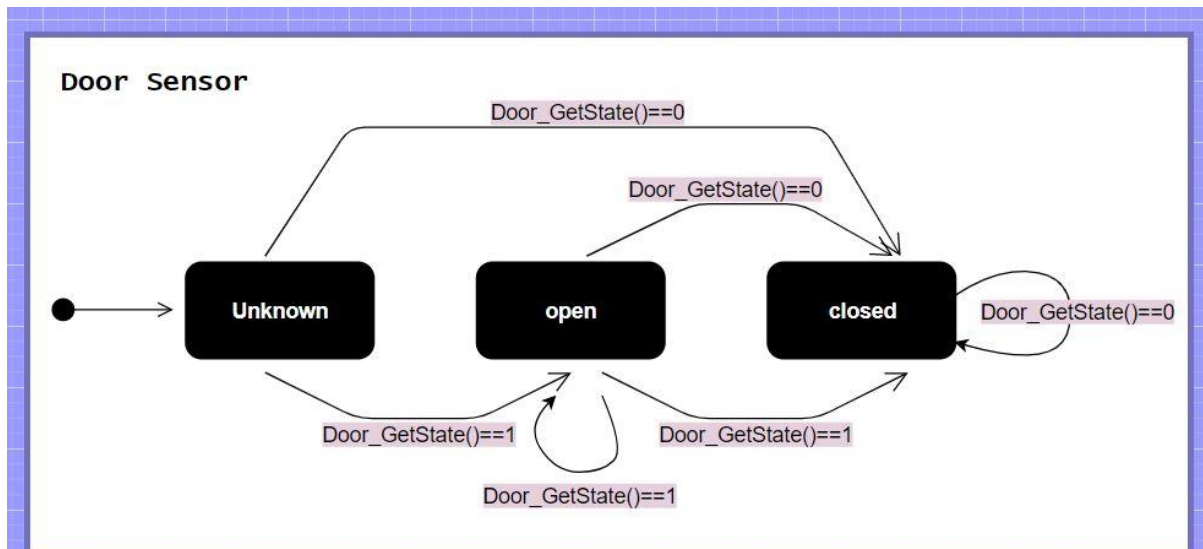 Door Sensor
Door_GetState()==0
Door_GetState()==0
Unknown
open
closed
Door_GetState()==0
Door_GetState()==1
Door_GetState()==1
Door_GetState()==1